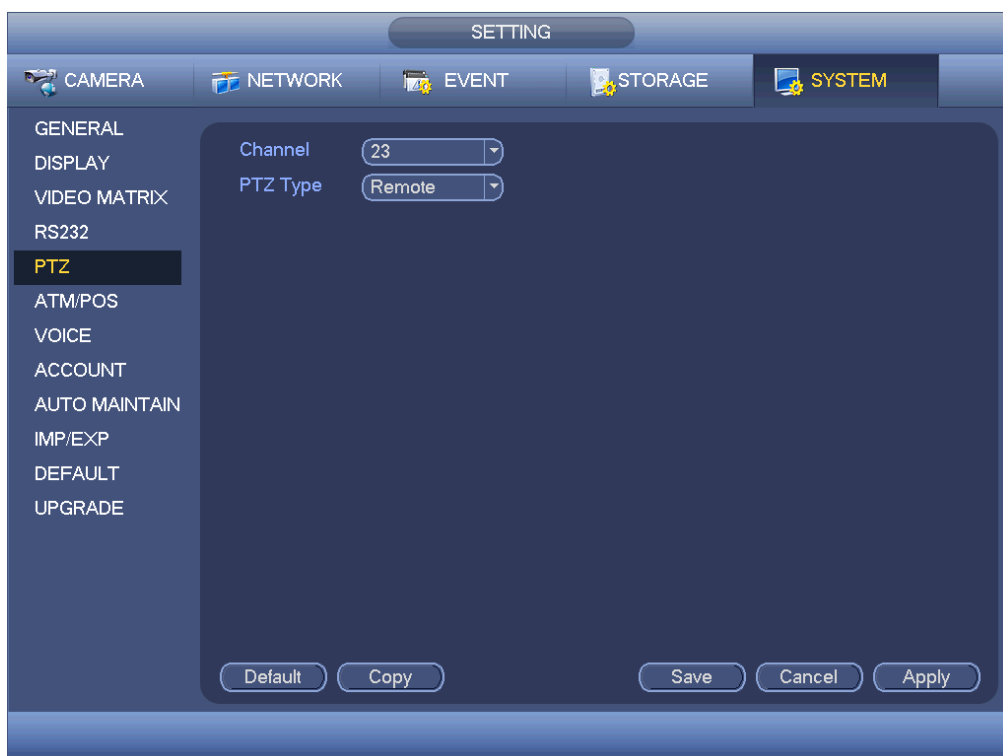 SETTING
CAMERA NETWORK EVENT STORAGE SYSTEM
GENERAL
DISPLAY
VIDEO MATRIX
RS232
PTZ
ATM/POS
VOICE
ACCOUNT
AUTO MAINTAIN
IMP/EXP
DEFAULT
UPGRADE
Channel 23
PTZ Type Remote
Default Copy Save Cancel Apply